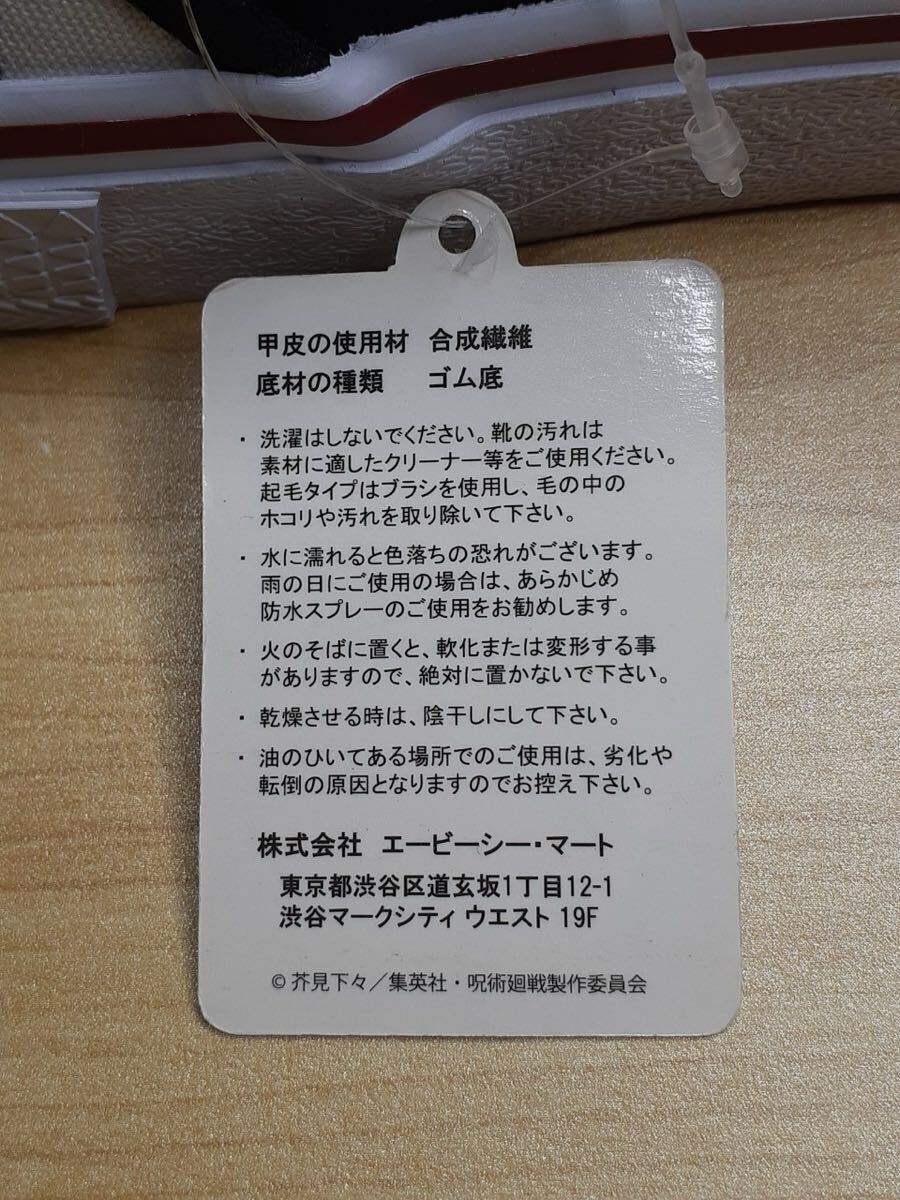 甲皮の使用材 合成繊維
底材の種類 ゴム底
・洗濯はしないでください。靴の汚れは
素材に適したクリーナー等をご使用ください。
起毛タイプはブラシを使用し、毛の中の
ホコリや汚れを取り除いて下さい。
・水に濡れると色落ちの恐れがございます。
雨の日にご使用の場合は、あらかじめ
防水スプレーのご使用をお勧めします。
・火のそばに置くと、軟化または変形する事
がありますので、絶対に置かないで下さい。
・乾燥させる時は、陰干しにして下さい。
・油のひいてある場所でのご使用は、劣化や
転倒の原因となりますのでお控え下さい。
株式会社 エービーシー・マート
東京都渋谷区道玄坂1丁目12-1
渋谷マークシティ ウエスト 19F
©芥見下々／集英社・呪術廻戦製作委員会